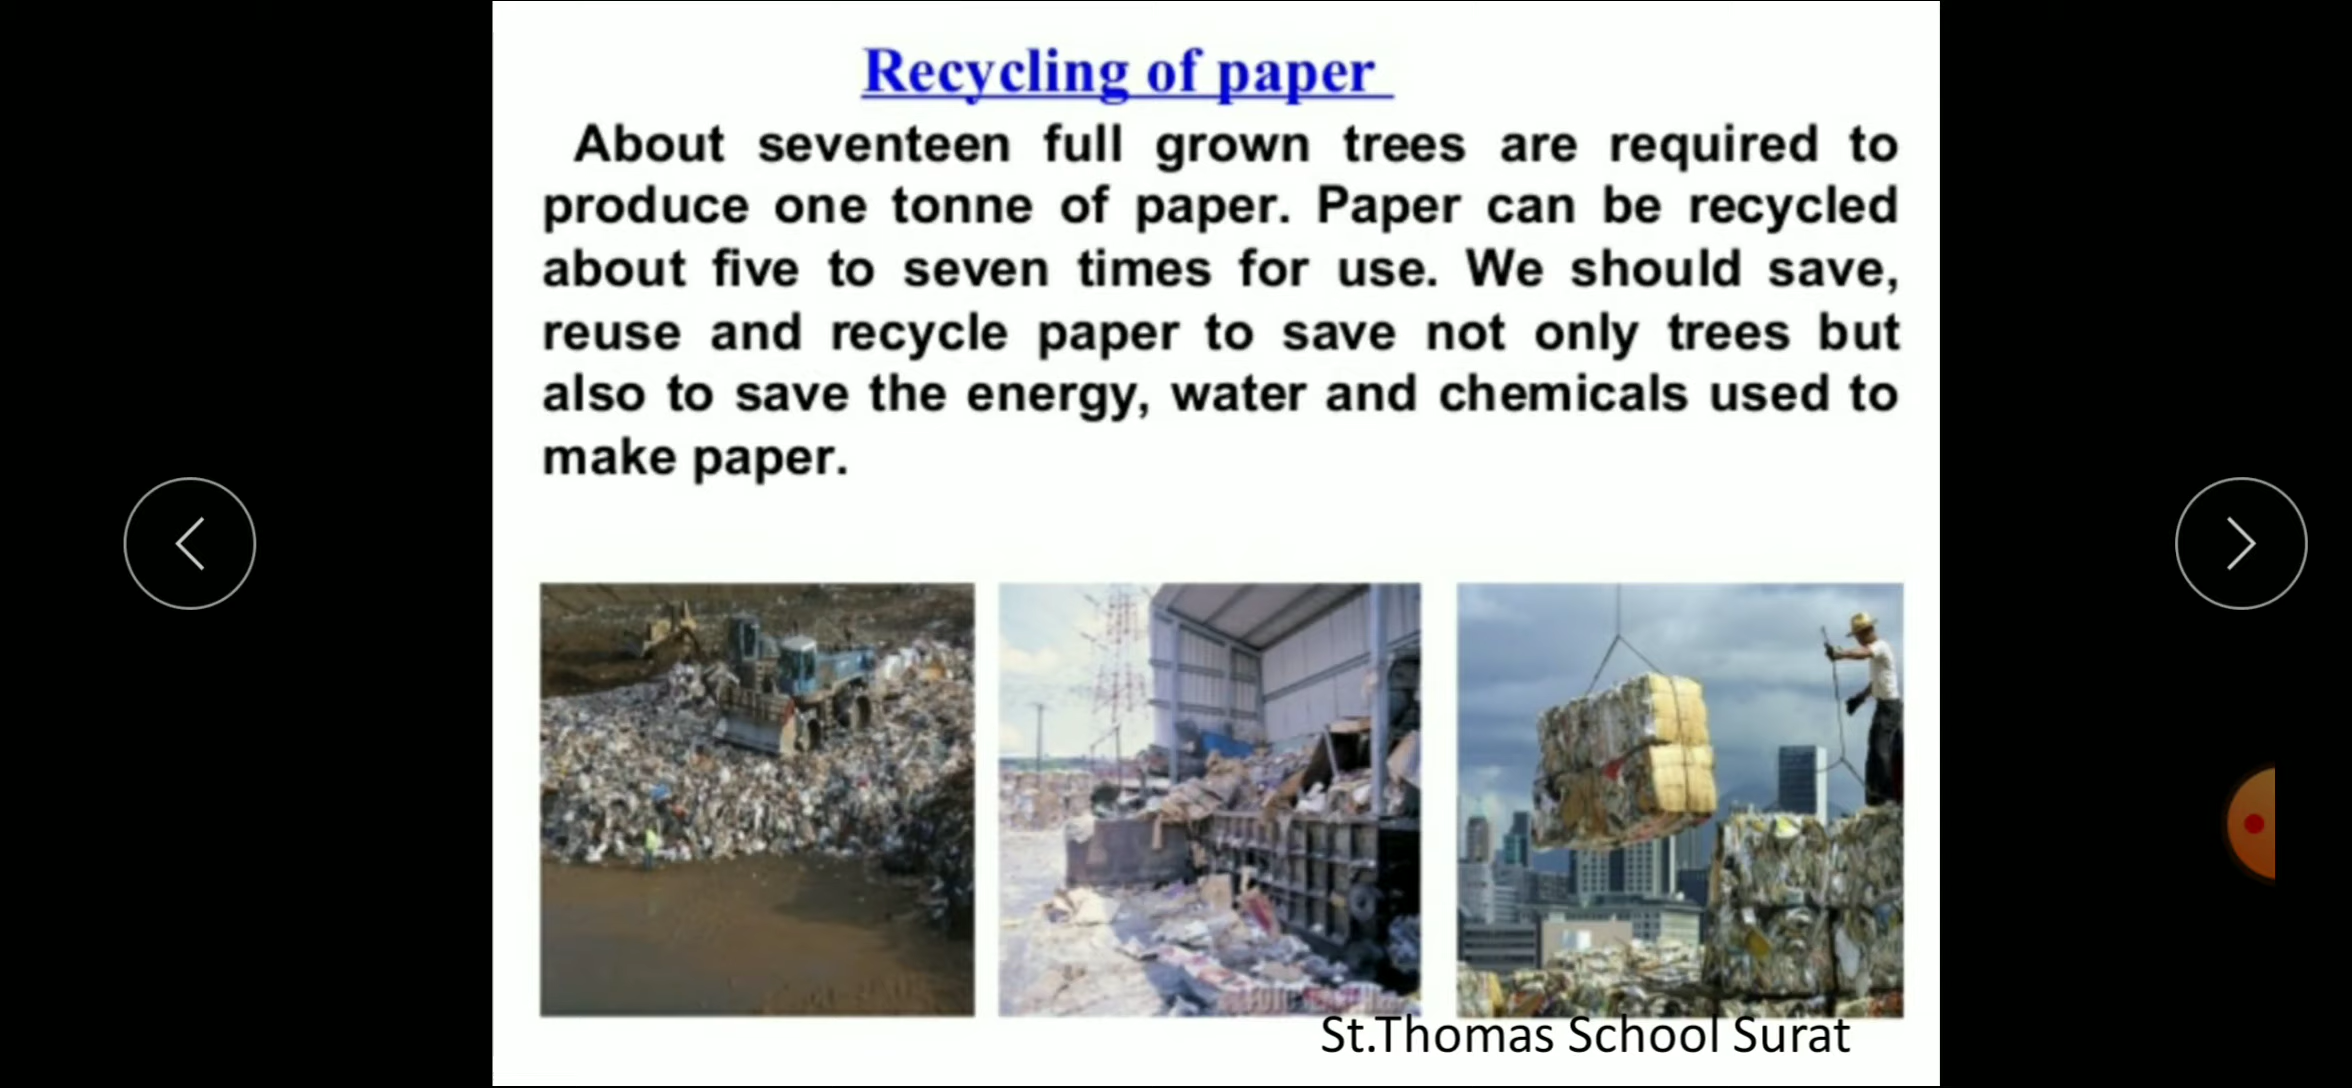 Recycling of paper
About seventeen full grown trees are required to
produce one tonne of paper. Paper can be recycled
about five to seven times for use. We should save,
reuse and recycle paper to save not only trees but
also to save the energy, water and chemicals used to
make paper.
St.Thomas School Surat